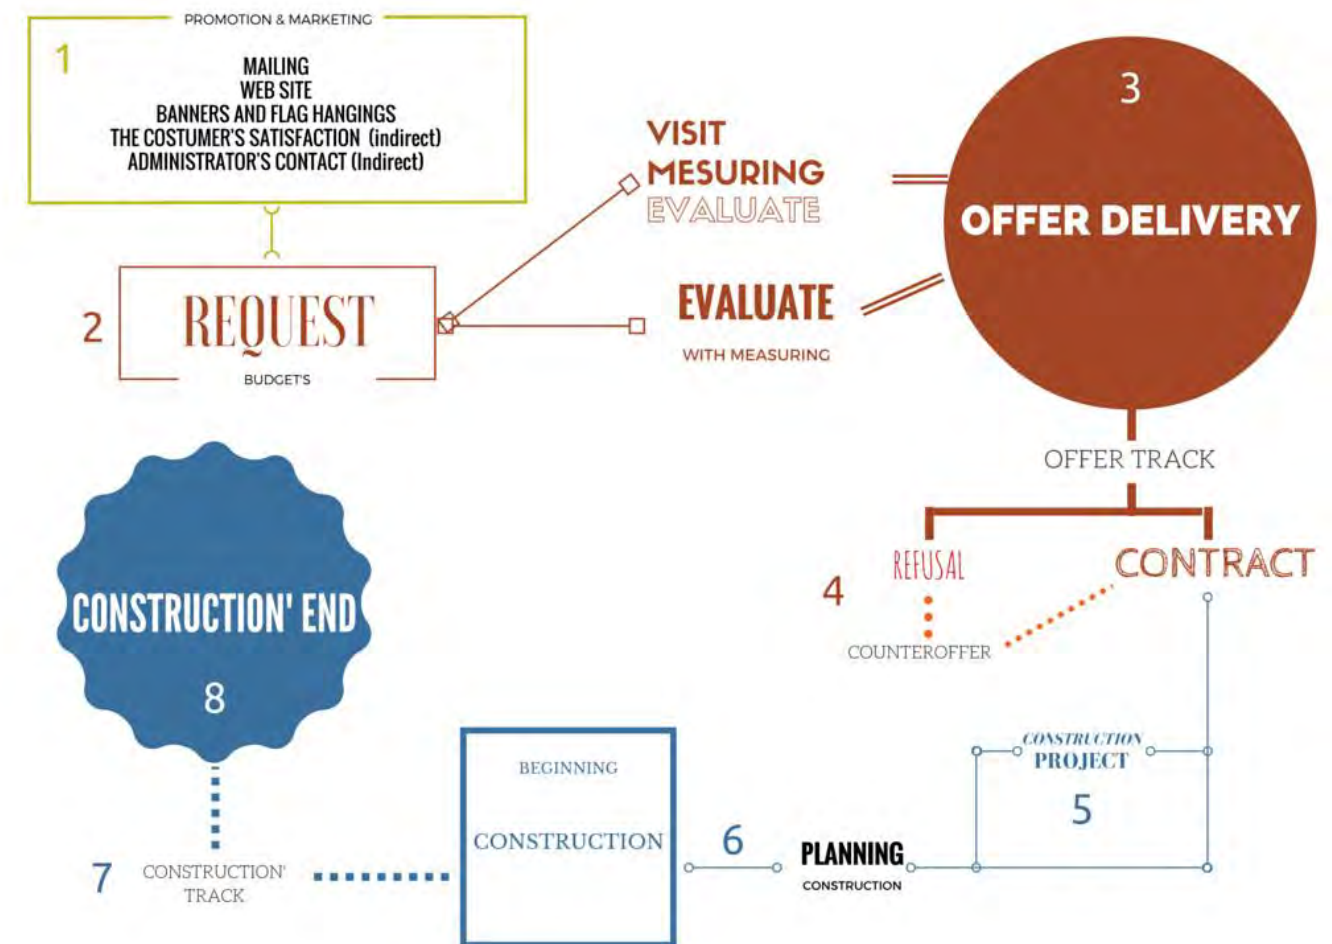 PROMOTION & MARKETING
1
MAILING
WEB SITE
BANNERS AND FLAG HANGINGS
THE COSTUMER'S SATISFACTION (indirect)
ADMINISTRATOR'S CONTACT (Indirect)
2
REQUEST
BUDGET'S
VISIT
MESURING
EVALUATE
EVALUATE
WITH MEASURING
3
OFFER DELIVERY
OFFER TRACK
4
REFUSAL
CONTRACT
COUNTEROFFER
CONSTRUCTION
PROJECT
5
PLANNING
CONSTRUCTION
6
BEGINNING
CONSTRUCTION
7
CONSTRUCTION'
TRACK
CONSTRUCTION' END
8